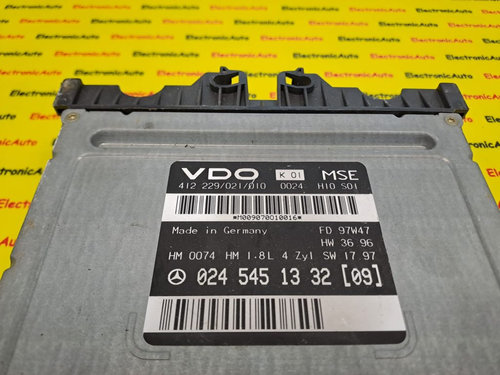 VDO K 01 MSE
412 229/021/010 0024 H10 S01
*M009070010016*
Made in Germany FD 97W47
HW 36 96
HM 0074 HM 1.8L 4 Zyl SW 17 97
024 545 13 32 [09]
ElectronicAuto